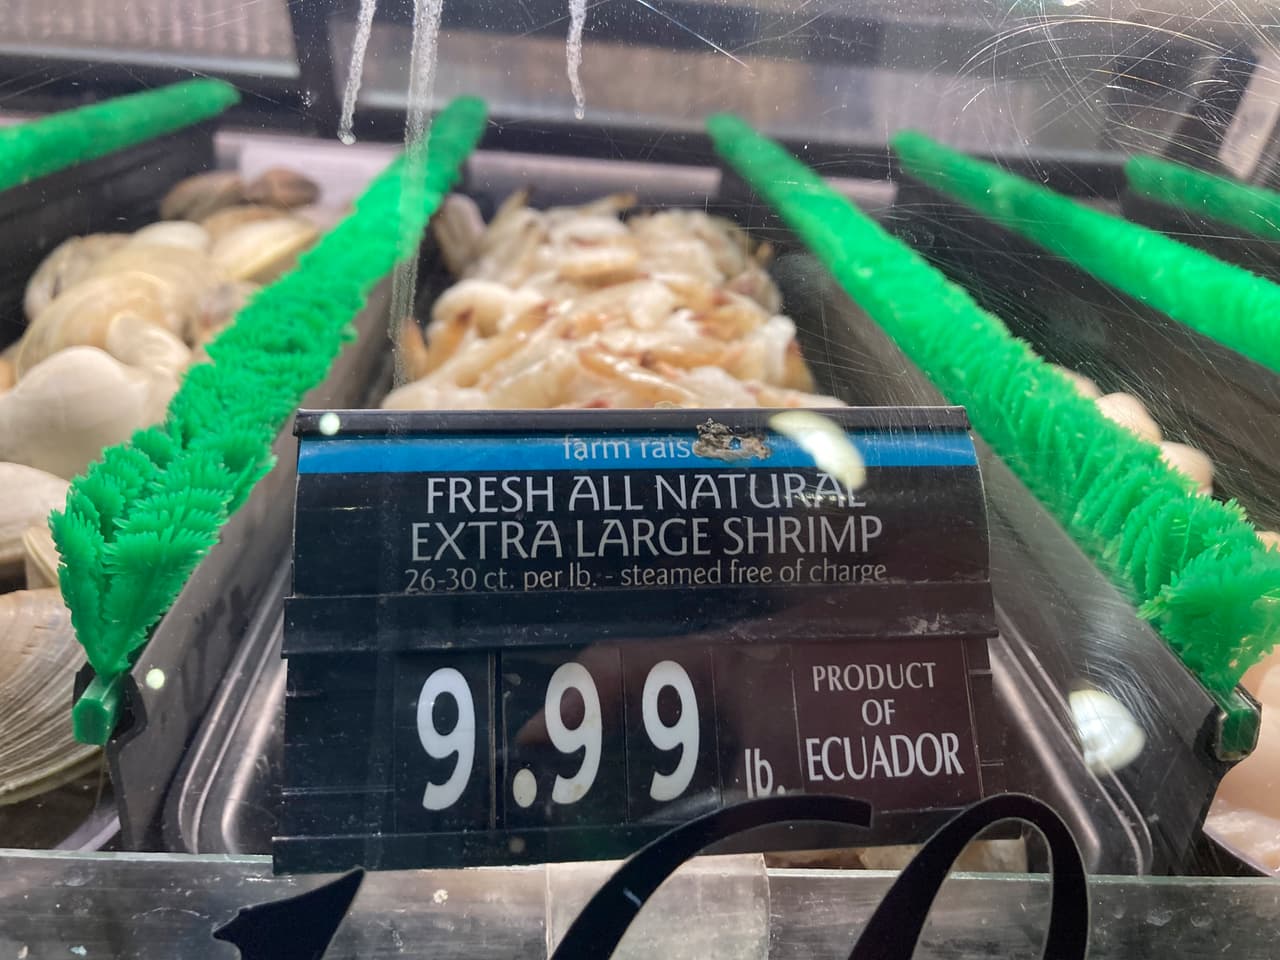 farm rais
FRESH ALL NATURAL
EXTRA LARGE SHRIMP
26-30 ct. per lb. - steamed free of charge
9.99 lb.
PRODUCT
OF
ECUADOR